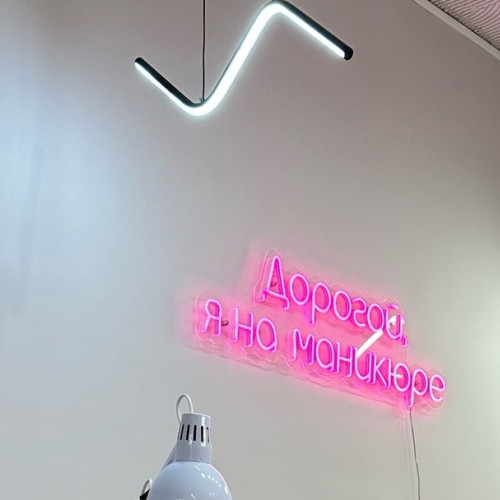 Дорогой,
я на маникюре